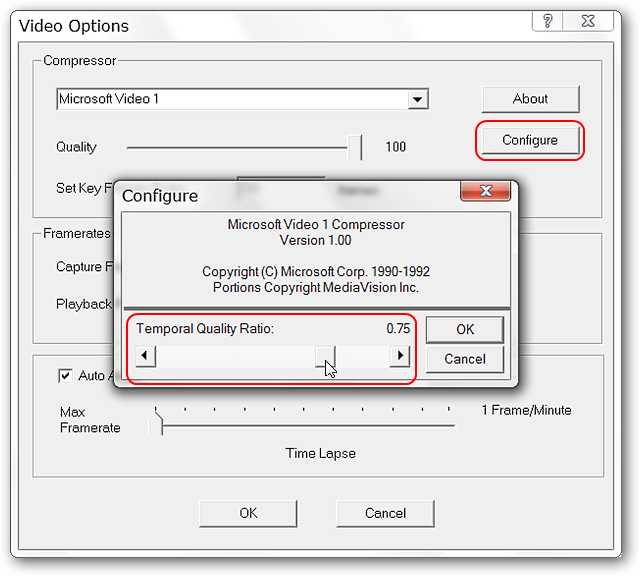 Video Options
Compressor
Microsoft Video 1
About
Quality
100
Configure
Set Key F
Configure
Microsoft Video 1 Compressor
Version 1.00
Copyright (C) Microsoft Corp. 1990-1992
Portions Copyright MediaVision Inc.
Temporal Quality Ratio:
0.75
OK
Cancel
Framerates
Capture F
Playback
Auto A
Max
Framerate
1 Frame/Minute
Time Lapse
OK
Cancel